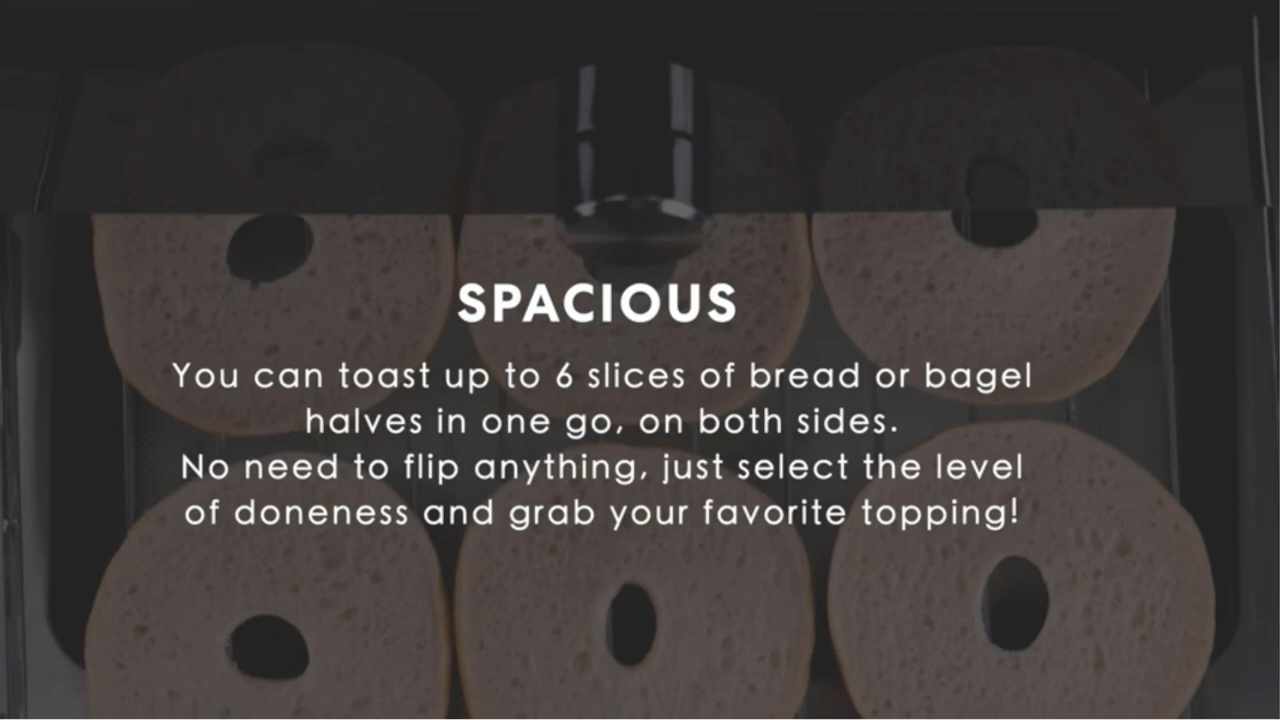 SPACIOUS
You can toast up to 6 slices of bread or bagel
halves in one go, on both sides.
No need to flip anything, just select the level
of doneness and grab your favorite topping!